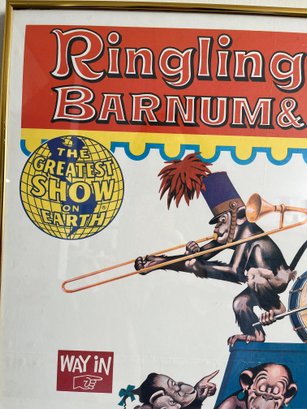 Ringling
BARNUM &
THE
GREATEST
SHOW
ON
EARTH
WAY iN